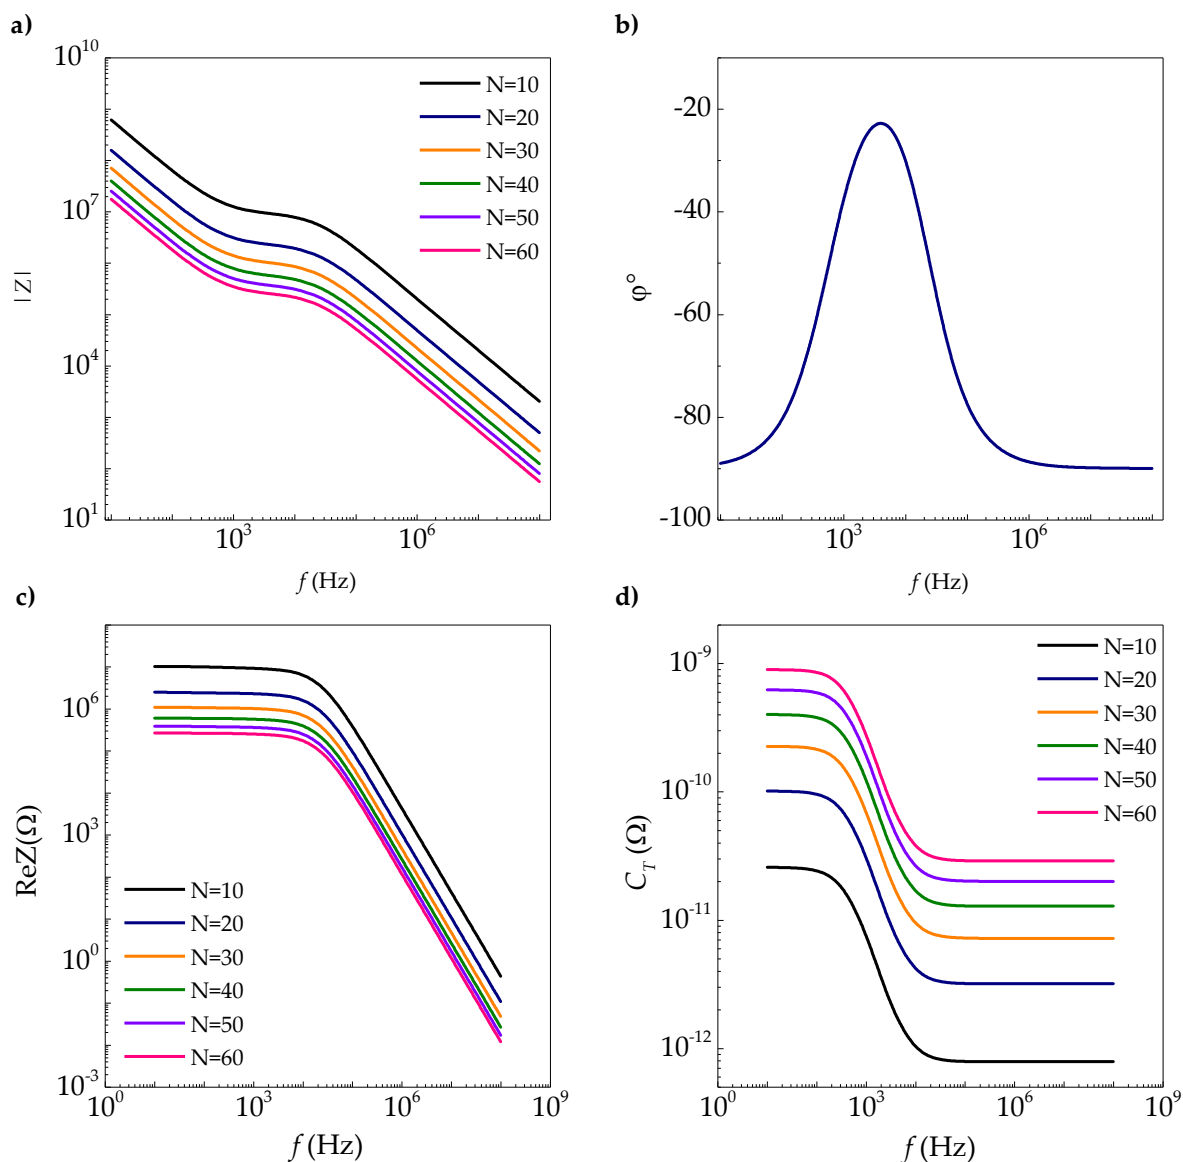 a)
10^10
10^7
10^4
10^1
|Z|
N=10
N=20
N=30
N=40
N=50
N=60
10^3
10^6
f (Hz)
b)
-20
-40
-60
-80
-100
φ°
10^3
10^6
f (Hz)
c)
10^6
10^3
10^0
10^-3
ReZ(Ω)
N=10
N=20
N=30
N=40
N=50
N=60
10^0
10^3
10^6
10^9
f (Hz)
d)
10^-9
10^-10
10^-11
10^-12
C_T (Ω)
N=10
N=20
N=30
N=40
N=50
N=60
10^0
10^3
10^6
10^9
f (Hz)